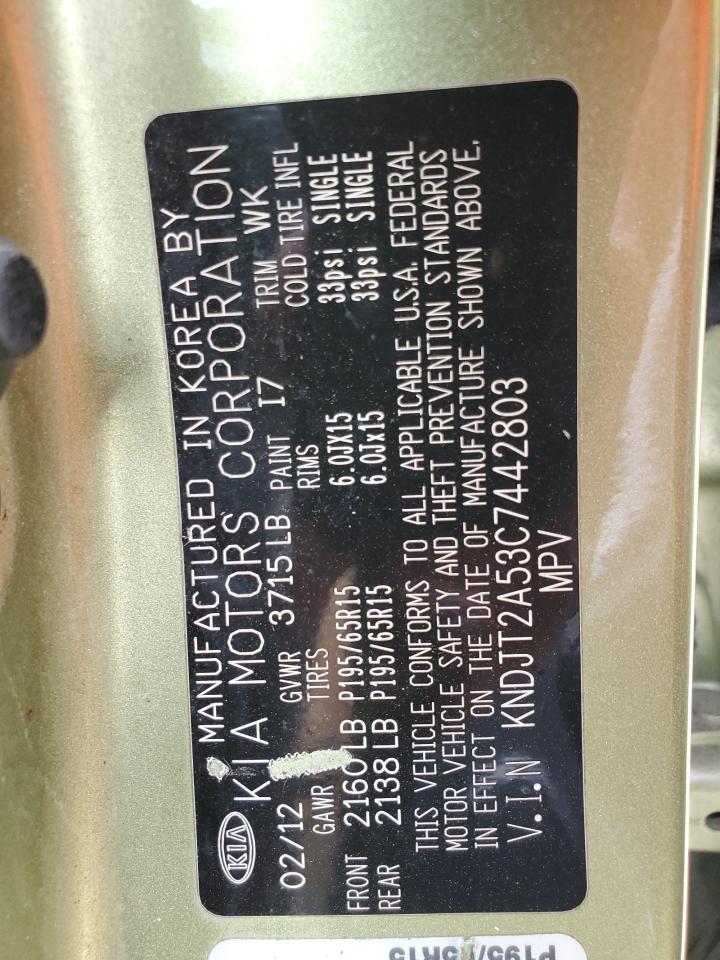 KIA MANUFACTURED IN KOREA BY
KIA MOTORS CORPORATION
02/12 GVWR 3715 LB PAINT I7 TRIM WK
GAWR TIRES RIMS COLD TIRE INFL
FRONT 2160 LB P195/65R15 6.0JX15 33psi SINGLE
REAR 2138 LB P195/65R15 6.0Jx15 33psi SINGLE
THIS VEHICLE CONFORMS TO ALL APPLICABLE U.S.A. FEDERAL
MOTOR VEHICLE SAFETY AND THEFT PREVENTION STANDARDS
IN EFFECT ON THE DATE OF MANUFACTURE SHOWN ABOVE.
V.I.N KNDJT2A53C7442803
MPV
P195/65R15